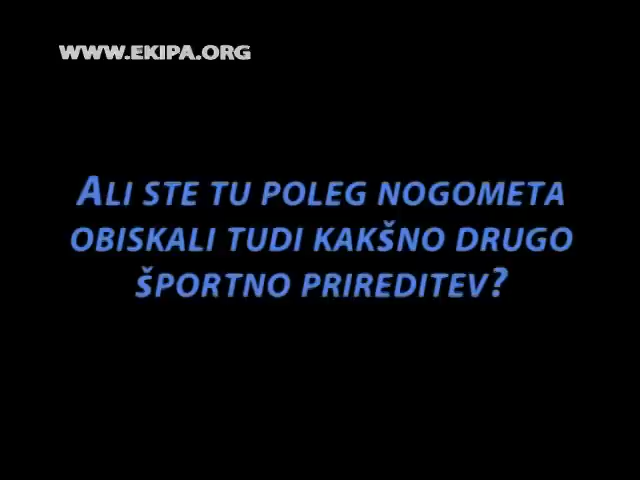 WWW.EKIPA.ORG
ALI STE TU POLEG NOGOMETA
OBISKALI TUDI KAKŠNO DRUGO
ŠPORTNO PRIREDITEV?